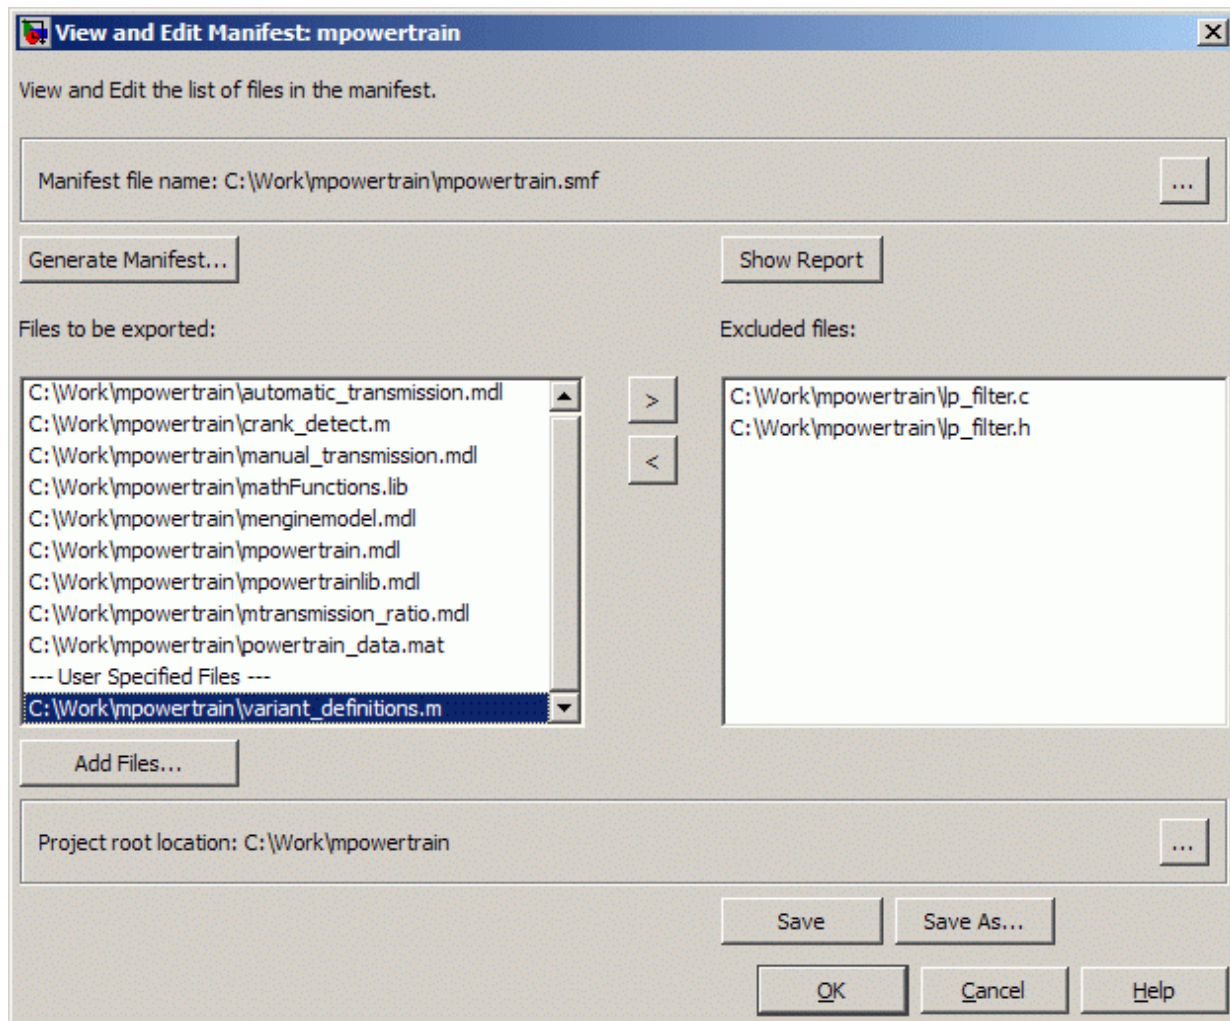 View and Edit Manifest: mpowertrain
View and Edit the list of files in the manifest.
Manifest file name: C:\Work\mpowertrain\mpowertrain.smf
...
Generate Manifest...
Show Report
Files to be exported:
Excluded files:
C:\Work\mpowertrain\automatic_transmission.mdl
C:\Work\mpowertrain\crank_detect.m
C:\Work\mpowertrain\manual_transmission.mdl
C:\Work\mpowertrain\mathFunctions.lib
C:\Work\mpowertrain\menginemodel.mdl
C:\Work\mpowertrain\mpowertrain.mdl
C:\Work\mpowertrain\mpowertrainlib.mdl
C:\Work\mpowertrain\mtransmission_ratio.mdl
C:\Work\mpowertrain\powertrain_data.mat
--- User Specified Files ---
C:\Work\mpowertrain\variant_definitions.m
>
<
C:\Work\mpowertrain\lp_filter.c
C:\Work\mpowertrain\lp_filter.h
Add Files...
Project root location: C:\Work\mpowertrain
...
Save
Save As...
OK
Cancel
Help